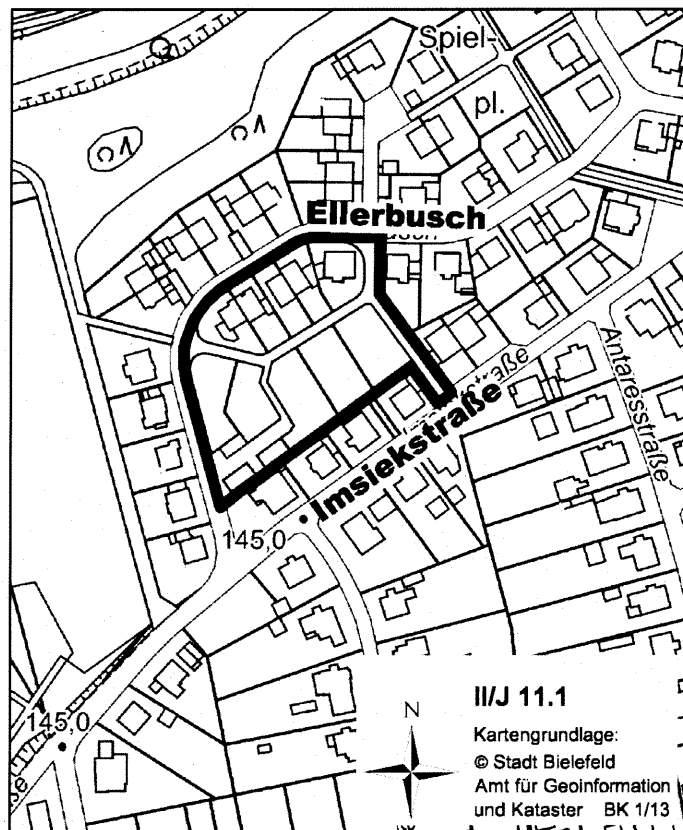 Spiel-
pl.
Ellerbusch
Imsiekstraße
Antaresstraße
145,0
145,0
N
II/J 11.1
Kartengrundlage:
© Stadt Bielefeld
Amt für Geoinformation
und Kataster BK 1/13